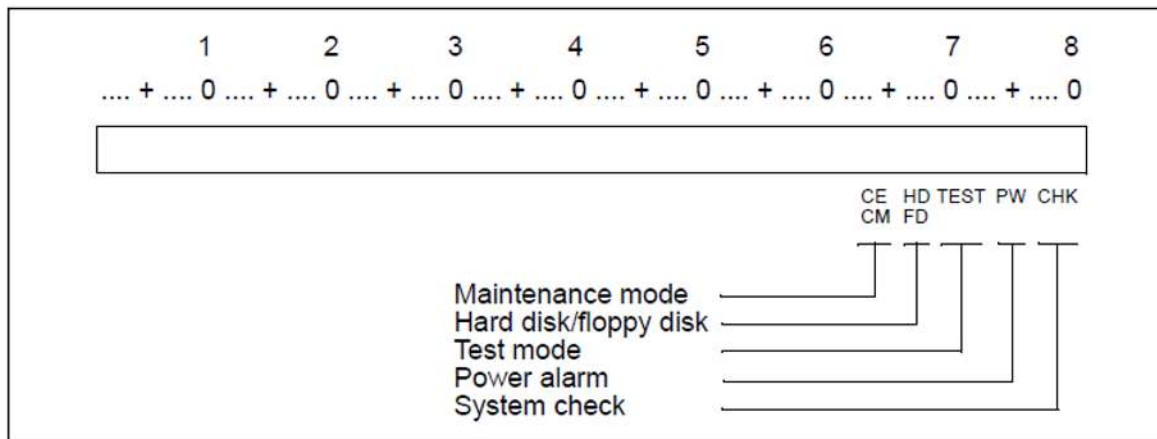 1 2 3 4 5 6 7 8
.... + .... 0 .... + .... 0 .... + .... 0 .... + .... 0 .... + .... 0 .... + .... 0 .... + .... 0 .... + .... 0
CE HD TEST PW CHK
CM FD
Maintenance mode
Hard disk/floppy disk
Test mode
Power alarm
System check